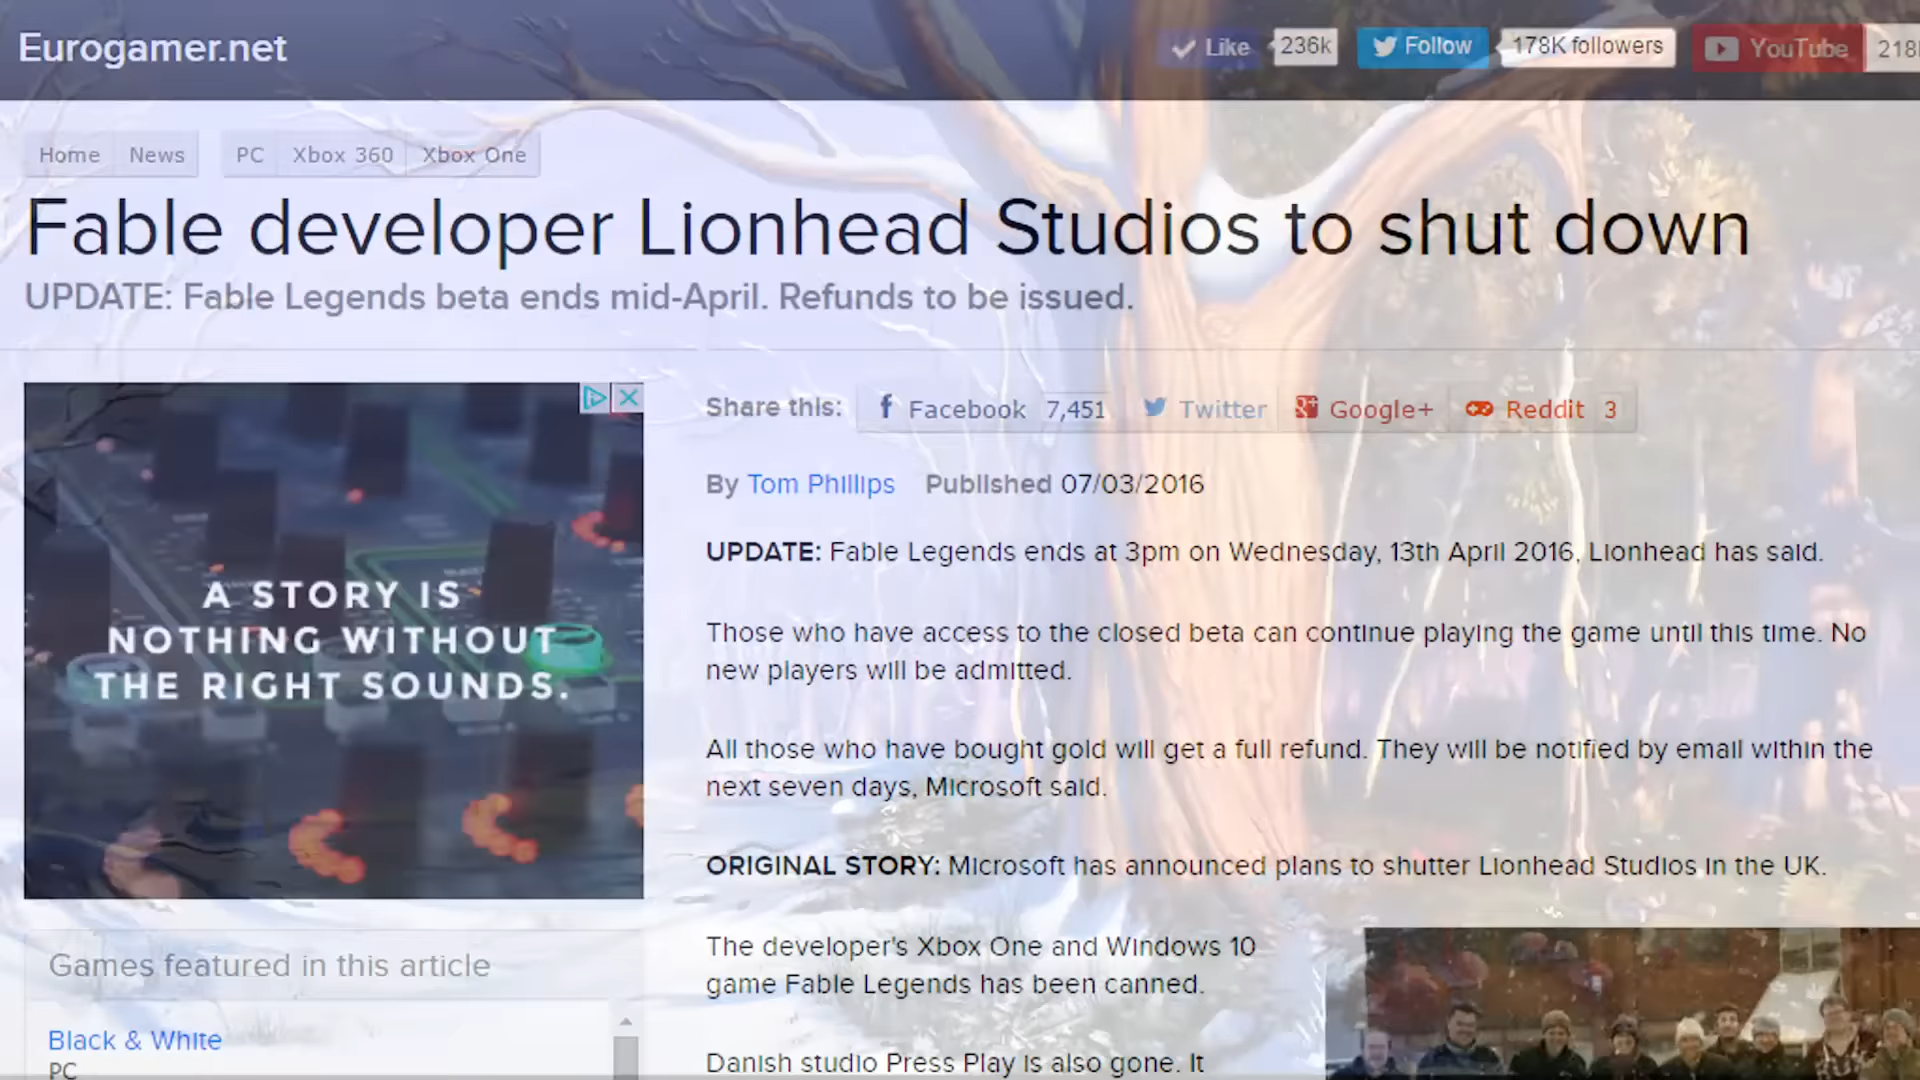 Eurogamer.net
Like 236k Follow 178K followers YouTube 218
Home News PC Xbox 360 Xbox One
Fable developer Lionhead Studios to shut down
UPDATE: Fable Legends beta ends mid-April. Refunds to be issued.
Share this: Facebook 7,451 Twitter Google+ Reddit 3
By Tom Phillips Published 07/03/2016
UPDATE: Fable Legends ends at 3pm on Wednesday, 13th April 2016, Lionhead has said.
Those who have access to the closed beta can continue playing the game until this time. No
new players will be admitted.
All those who have bought gold will get a full refund. They will be notified by email within the
next seven days, Microsoft said.
ORIGINAL STORY: Microsoft has announced plans to shutter Lionhead Studios in the UK.
The developer's Xbox One and Windows 10
game Fable Legends has been canned.
Danish studio Press Play is also gone. It
A STORY IS
NOTHING WITHOUT
THE RIGHT SOUNDS.
Games featured in this article
Black & White
PC